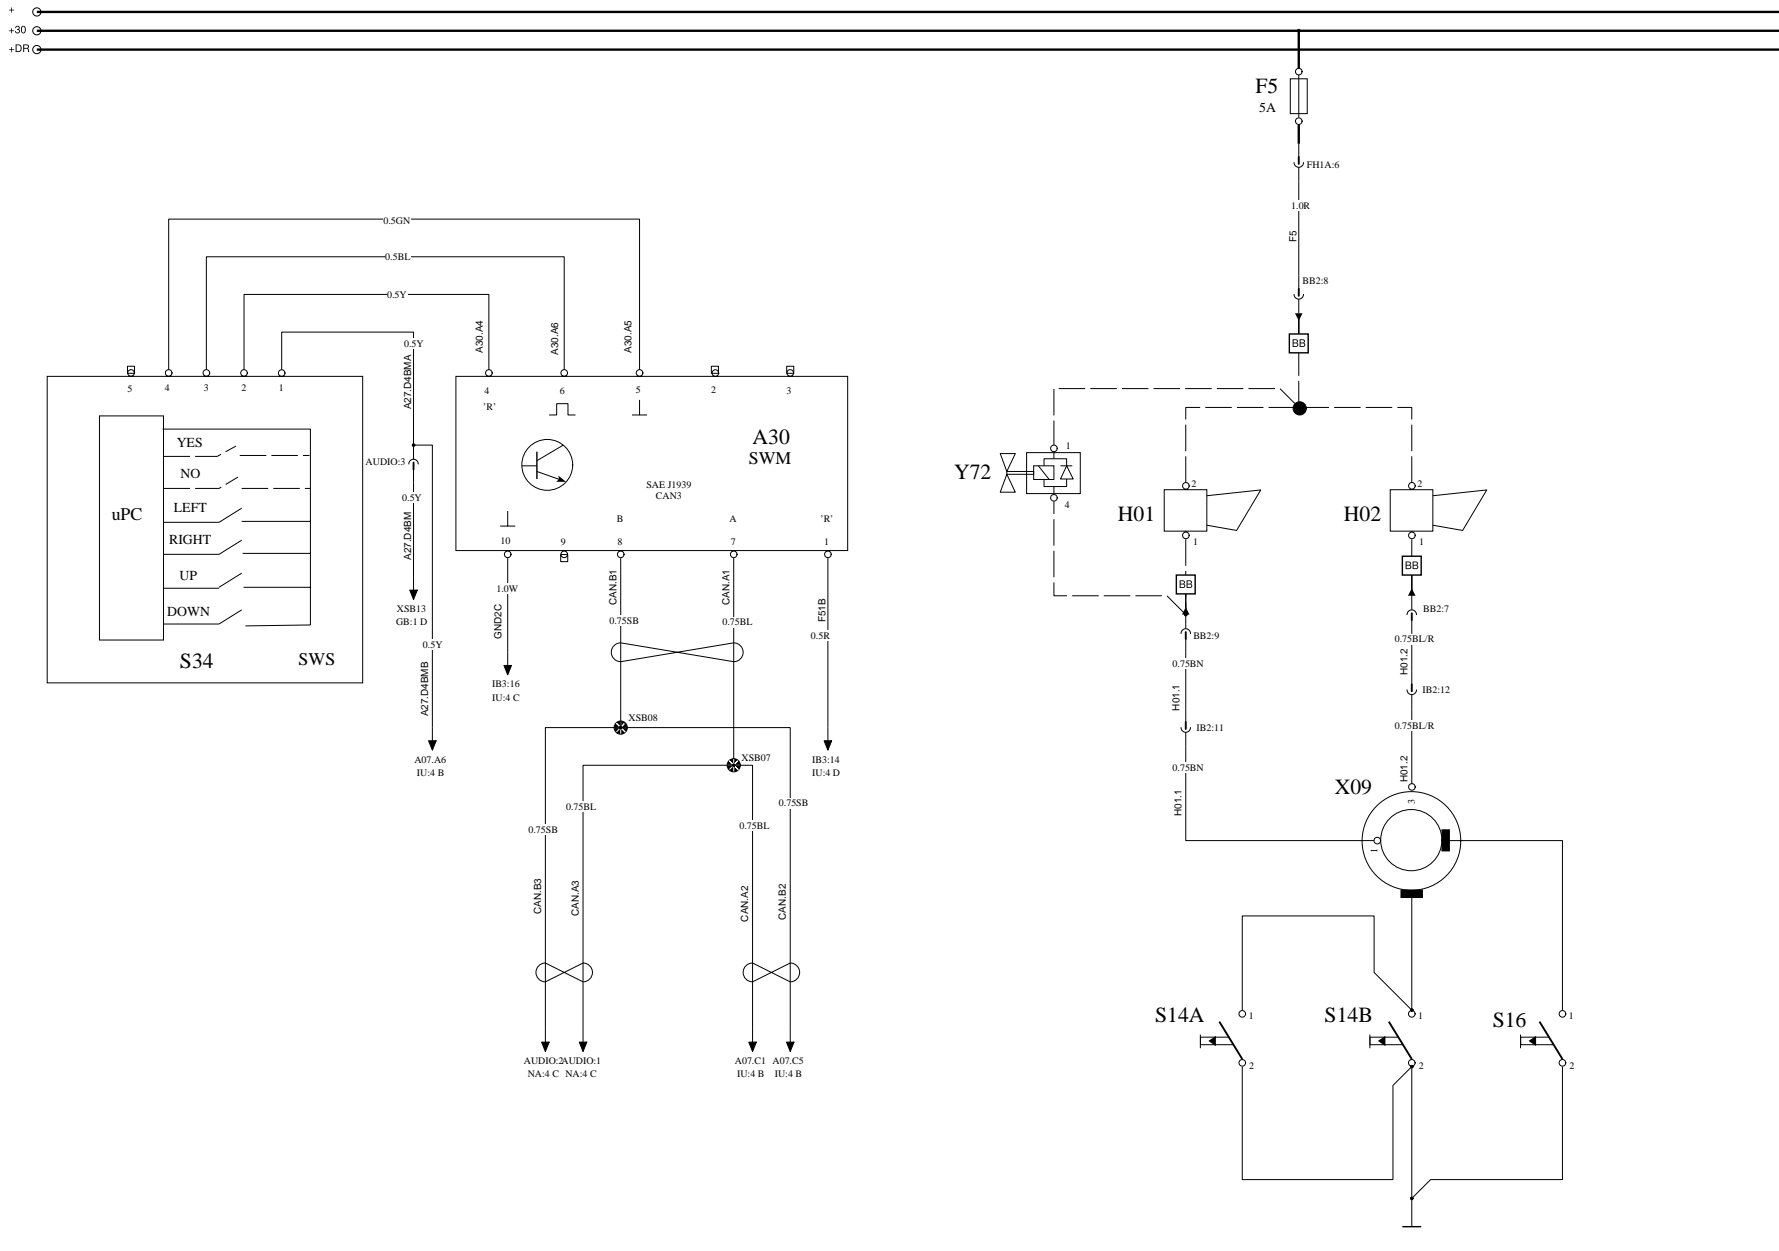 +
+30
+DR
F5
5A
FH1A:6
1.0R
F5
BB2:8
BB
0.5GN
0.5BL
0.5Y
0.5Y
A27.D4BMA
A30.A4
A30.A6
A30.A5
5
4
3
2
1
4
6
5
2
3
'R'
A30
SWM
SAE J1939
CAN3
B
A
'R'
10
9
8
7
1
uPC
YES
NO
LEFT
RIGHT
UP
DOWN
S34
SWS
AUDIO:3
0.5Y
A27.D4BM
XSB13
GB:1 D
0.5Y
A27.D4BMB
A07.A6
IU:4 B
1.0W
GND2C
IB3:16
IU:4 C
CAN.B1
0.75SB
CAN.A1
0.75BL
F51B
0.5R
IB3:14
IU:4 D
XSB08
XSB07
0.75SB
0.75BL
0.75BL
0.75SB
CAN.B3
CAN.A3
CAN.A2
CAN.B2
AUDIO:2
NA:4 C
AUDIO:1
NA:4 C
A07.C1
IU:4 B
A07.C5
IU:4 B
Y72
1
4
H01
2
1
H02
2
1
BB
BB
BB2:9
0.75BN
H01.1
IB2:11
0.75BN
H01.1
BB2:7
0.75BL/R
H01.2
IB2:12
0.75BL/R
H01.2
X09
3
1
S14A
1
2
S14B
1
2
S16
1
2